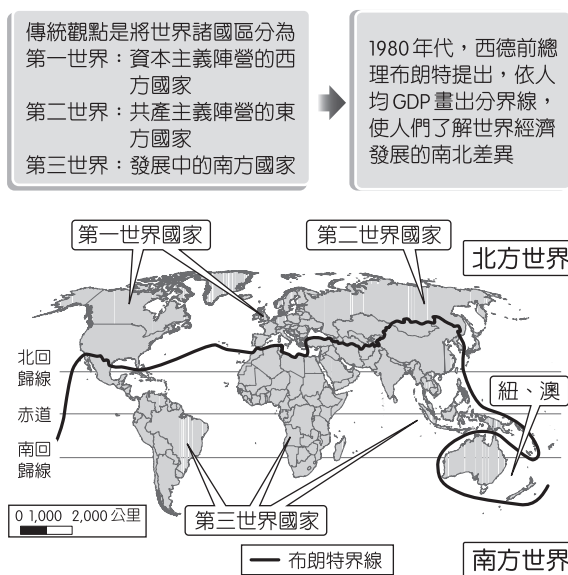 傳統觀點是將世界諸國區分為
第一世界：資本主義陣營的西
方國家
第二世界：共產主義陣營的東
方國家
第三世界：發展中的南方國家
1980年代，西德前總
理布朗特提出，依人
均GDP畫出分界線，
使人們了解世界經濟
發展的南北差異
第一世界國家
第二世界國家
北方世界
北回
歸線
紐、澳
赤道
南回
歸線
0 1,000 2,000公里
第三世界國家
布朗特界線
南方世界